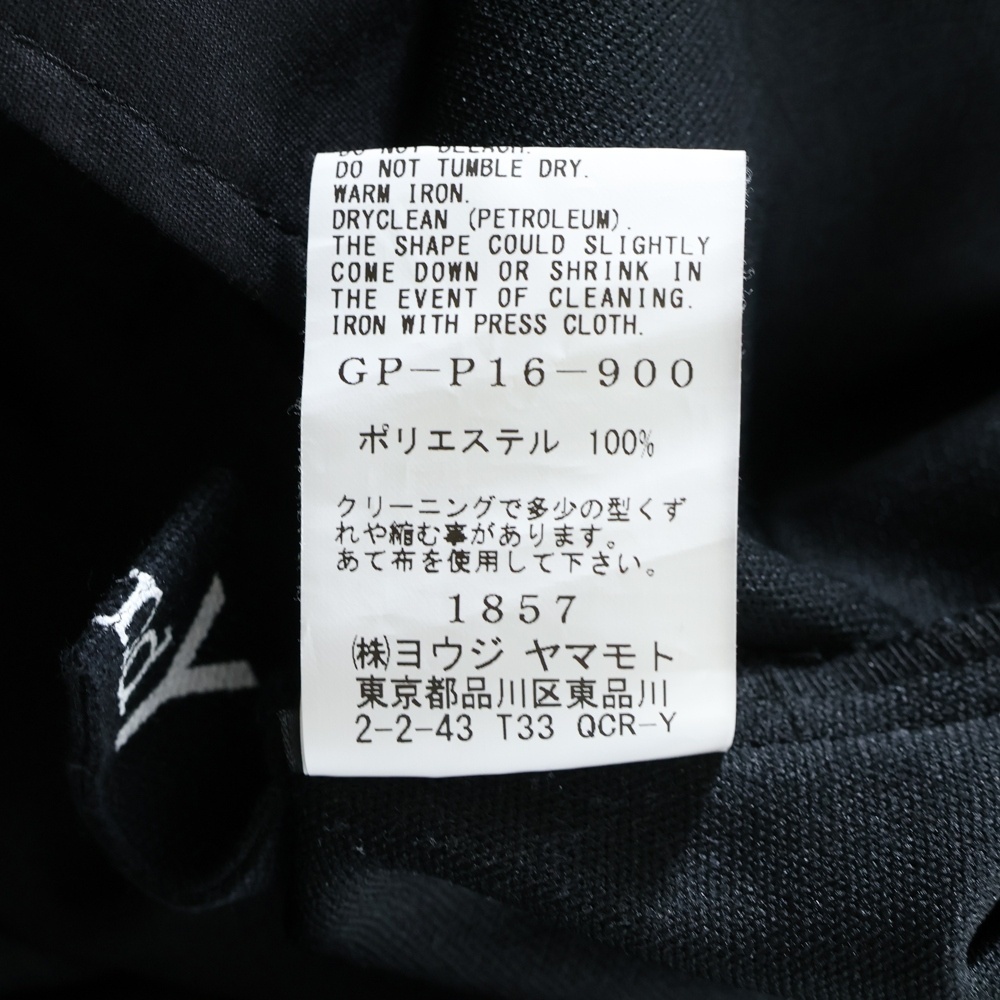 DO NOT BLEACH.
DO NOT TUMBLE DRY.
WARM IRON.
DRYCLEAN (PETROLEUM).
THE SHAPE COULD SLIGHTLY
COME DOWN OR SHRINK IN
THE EVENT OF CLEANING.
IRON WITH PRESS CLOTH.
GP-P16-900
ポリエステル 100%
クリーニングで多少の型くず
れや縮む事があります。
あて布を使用して下さい。
1857
㈱ヨウジ ヤマモト
東京都品川区東品川
2-2-43 T33 QCR-Y